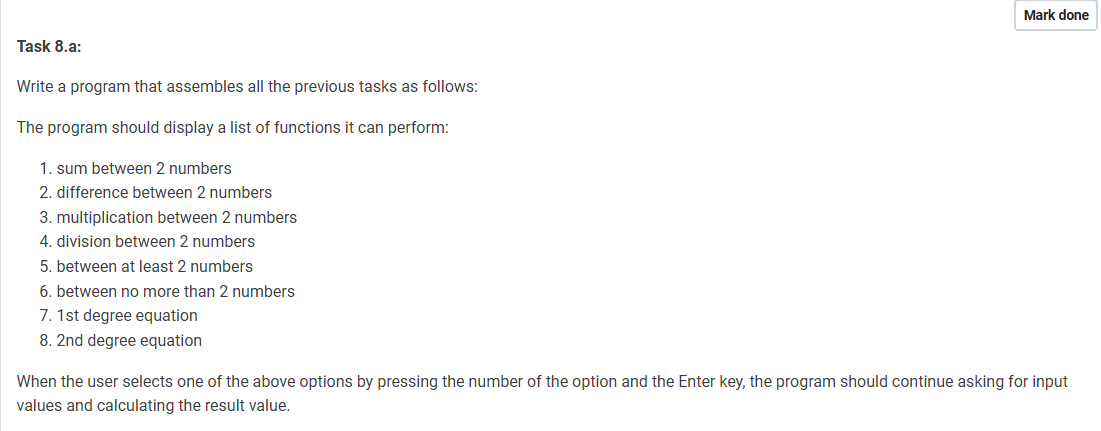 Mark done
Task 8.a:
Write a program that assembles all the previous tasks as follows:
The program should display a list of functions it can perform:
1. sum between 2 numbers
2. difference between 2 numbers
3. multiplication between 2 numbers
4. division between 2 numbers
5. between at least 2 numbers
6. between no more than 2 numbers
7. 1st degree equation
8. 2nd degree equation
When the user selects one of the above options by pressing the number of the option and the Enter key, the program should continue asking for input
values and calculating the result value.